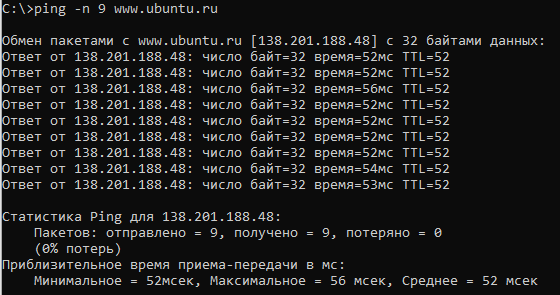 C:\>ping -n 9 www.ubuntu.ru
Обмен пакетами с www.ubuntu.ru [138.201.188.48] с 32 байтами данных:
Ответ от 138.201.188.48: число байт=32 время=52мс TTL=52
Ответ от 138.201.188.48: число байт=32 время=52мс TTL=52
Ответ от 138.201.188.48: число байт=32 время=56мс TTL=52
Ответ от 138.201.188.48: число байт=32 время=52мс TTL=52
Ответ от 138.201.188.48: число байт=32 время=52мс TTL=52
Ответ от 138.201.188.48: число байт=32 время=52мс TTL=52
Ответ от 138.201.188.48: число байт=32 время=52мс TTL=52
Ответ от 138.201.188.48: число байт=32 время=54мс TTL=52
Ответ от 138.201.188.48: число байт=32 время=53мс TTL=52
Статистика Ping для 138.201.188.48:
Пакетов: отправлено = 9, получено = 9, потеряно = 0
(0% потерь)
Приблизительное время приема-передачи в мс:
Минимальное = 52мсек, Максимальное = 56 мсек, Среднее = 52 мсек